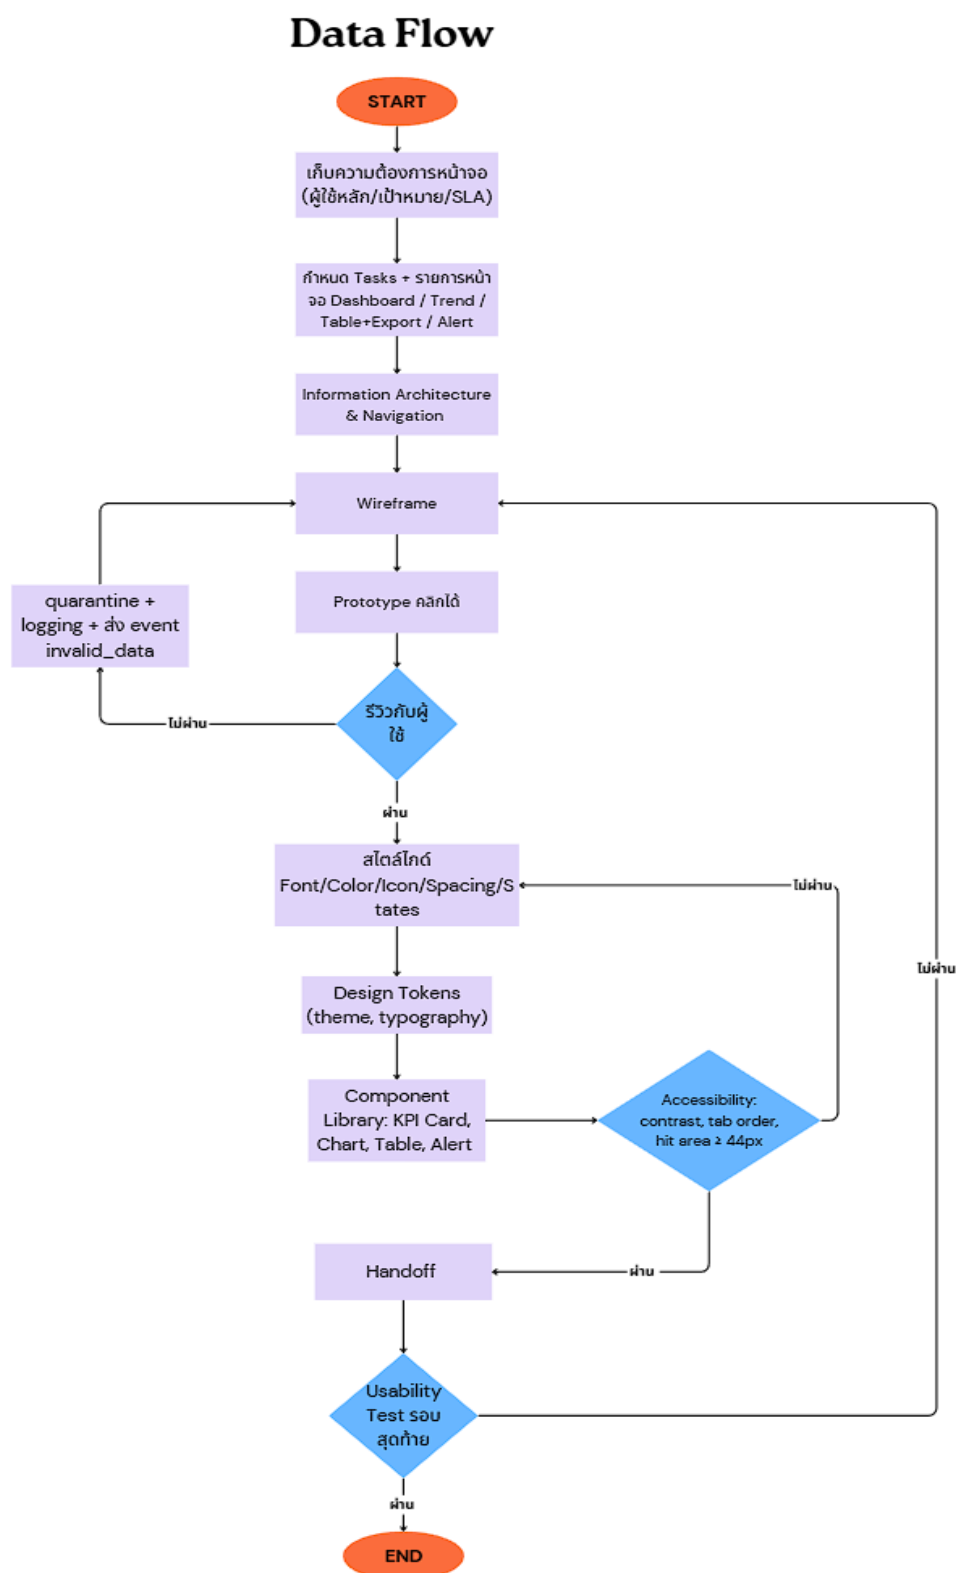 Data Flow
START
เก็บความต้องการหน้าจอ
(ผู้ใช้หลัก/เป้าหมาย/SLA)
กำหนด Tasks + รายการหน้า
จอ Dashboard / Trend /
Table+Export / Alert
Information Architecture
& Navigation
Wireframe
Prototype คลิกได้
quarantine +
logging + ส่ง event
invalid_data
รีวิวกับผู้
ใช้
ไม่ผ่าน
ผ่าน
สไตล์ไกด์
Font/Color/Icon/Spacing/S
tates
ไม่ผ่าน
ไม่ผ่าน
Design Tokens
(theme, typography)
Component
Library: KPI Card,
Chart, Table, Alert
Accessibility:
contrast, tab order,
hit area ≥ 44px
Handoff
ผ่าน
Usability
Test รอบ
สุดท้าย
ผ่าน
END